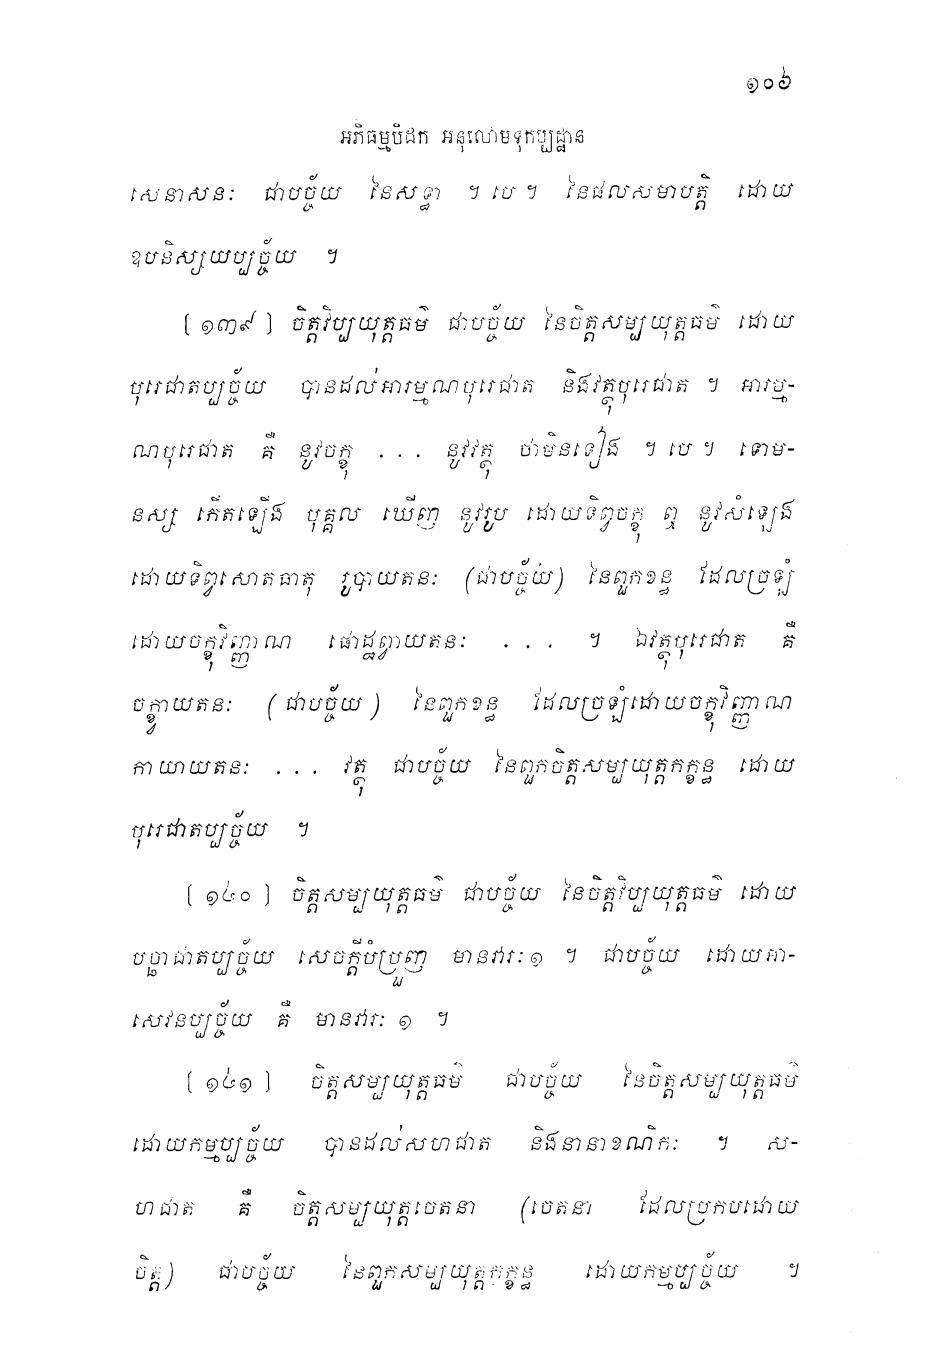 ១០៦
អភិធម្មបិដក អនុលោមទុកប្បដ្ឋាន
សេនាសនៈ ជាបច្ច័យ នៃសទ្ធា ។ បេ ។ នៃផលសមាបត្តិ ដោយ
ឧបនិស្សយប្បច្ច័យ ។
[ ១៣៩ ] ចិត្តវិប្បយុត្តធម៌ ជាបច្ច័យ នៃចិត្តសម្បយុត្តធម៌ ដោយ
បុរេជាតប្បច្ច័យ បានដល់អារម្មណបុរេជាត និងវត្ថុបុរេជាត ។ អារម្ម-
ណបុរេជាត គឺ នូវចក្ខុ . . . នូវវត្ថុ ថាមិនទៀង ។ បេ ។ ទោម-
នស្ស កើតឡើង បុគ្គល ឃើញ នូវរូប ដោយទិព្វចក្ខុ ឮ នូវសំឡេង
ដោយទិព្វសោតធាតុ រូបាយតនៈ (ជាបច្ច័យ) នៃពួកខន្ធ ដែលច្រឡំ
ដោយចក្ខុវិញ្ញាណ ផោដ្ឋព្វាយតនៈ . . . ។ ឯវត្ថុបុរេជាត គឺ
ចក្ខ្វាយតនៈ (ជាបច្ច័យ) នៃពួកខន្ធ ដែលច្រឡំដោយចក្ខុវិញ្ញាណ
កាយាយតនៈ . . . វត្ថុ ជាបច្ច័យ នៃពួកចិត្តសម្បយុត្តកក្ខន្ធ ដោយ
បុរេជាតប្បច្ច័យ ។
[ ១៤០ ] ចិត្តសម្បយុត្តធម៌ ជាបច្ច័យ នៃចិត្តវិប្បយុត្តធម៌ ដោយ
បច្ឆាជាតប្បច្ច័យ សេចក្តីបំប្រួញ មានវារៈ ១ ។ ជាបច្ច័យ ដោយអា-
សេវនប្បច្ច័យ គឺ មានវារៈ ១ ។
[ ១៤១ ] ចិត្តសម្បយុត្តធម៌ ជាបច្ច័យ នៃចិត្តសម្បយុត្តធម៌
ដោយកម្មប្បច្ច័យ បានដល់សហជាត និងនានាខណិកៈ ។ ស-
ហជាត គឺ ចិត្តសម្បយុត្តចេតនា (ចេតនា ដែលប្រកបដោយ
ចិត្ត) ជាបច្ច័យ នៃពួកសម្បយុត្តកក្ខន្ធ ដោយកម្មប្បច្ច័យ ។